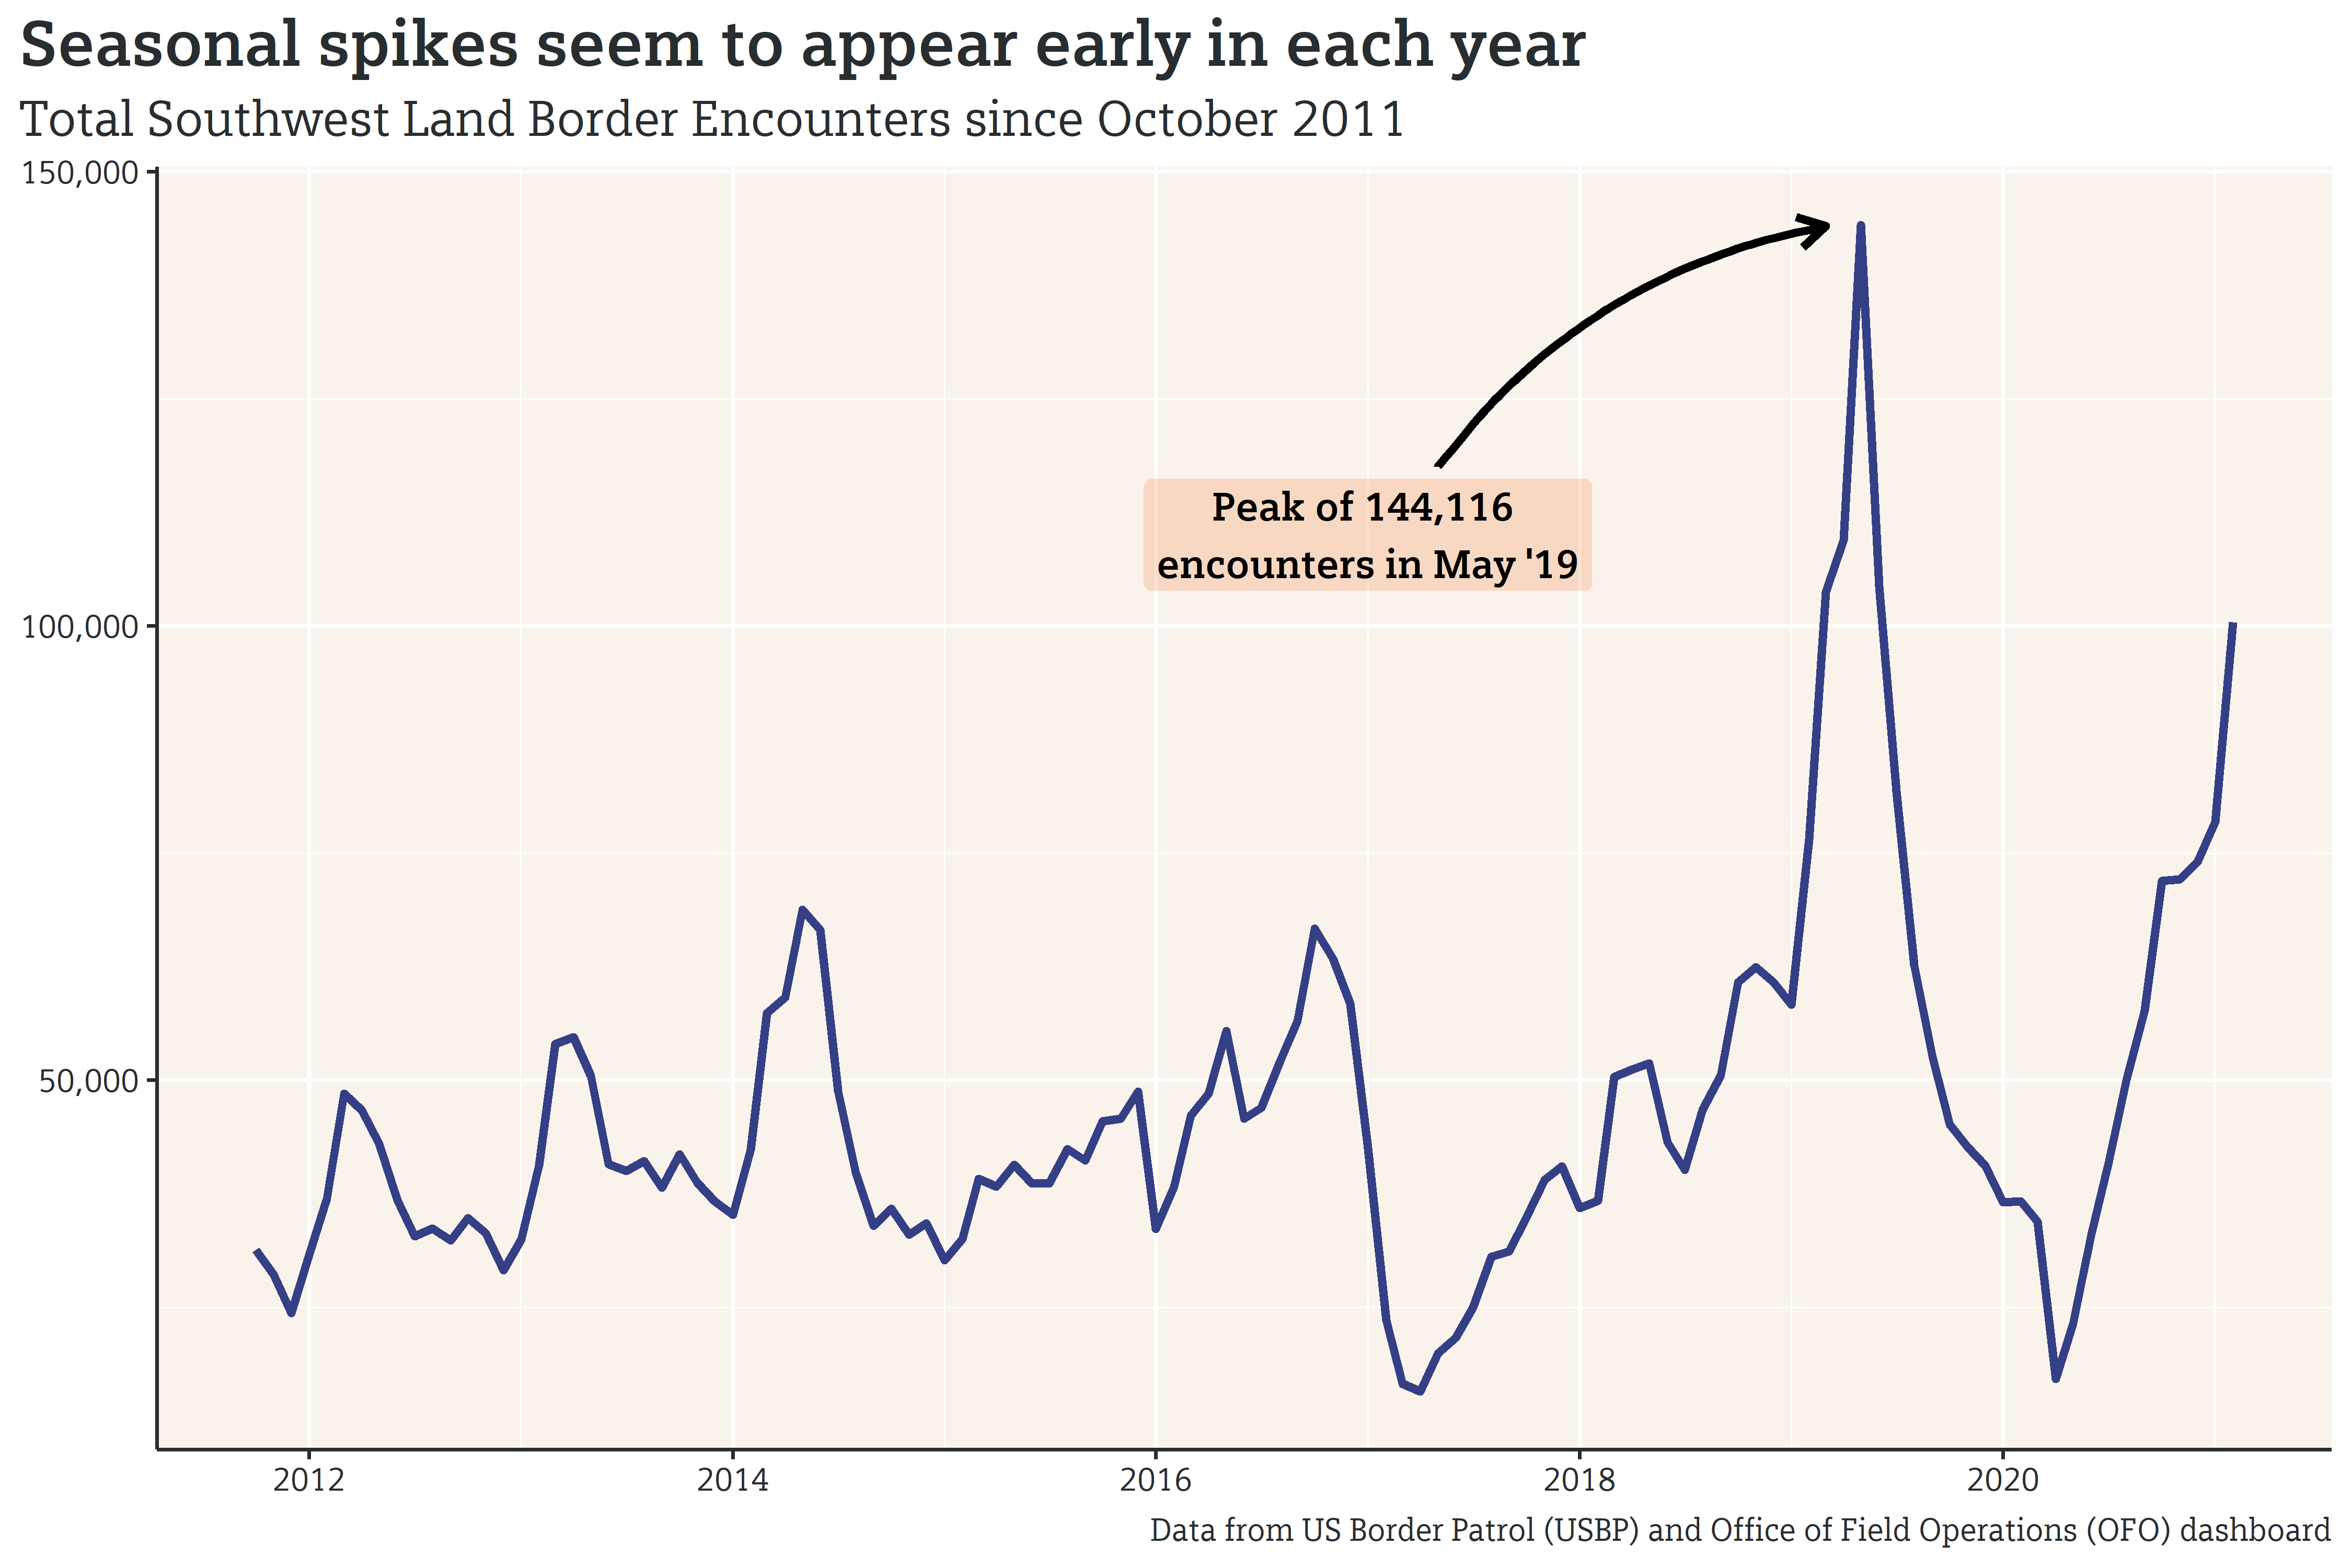 Seasonal spikes seem to appear early in each year
Total Southwest Land Border Encounters since October 2011
150,000
100,000
50,000
Peak of 144,116
encounters in May '19
2012
2014
2016
2018
2020
Data from US Border Patrol (USBP) and Office of Field Operations (OFO) dashboard